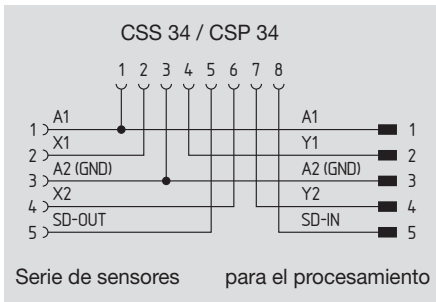 CSS 34 / CSP 34
1 2 3 4 5 6 7 8
1 A1 A1 1
2 X1 Y1 2
3 A2 (GND) A2 (GND) 3
4 X2 Y2 4
5 SD-OUT SD-IN 5
Serie de sensores para el procesamiento